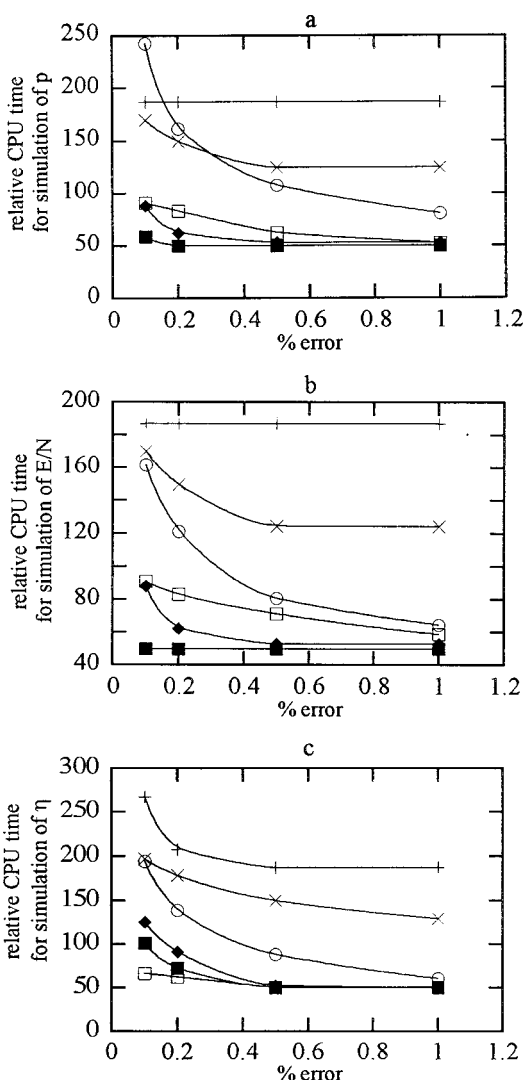 a
250
200
150
100
50
0
relative CPU time
for simulation of p
0 0.2 0.4 0.6 0.8 1 1.2
% error
b
200
160
120
80
40
relative CPU time
for simulation of E/N
0 0.2 0.4 0.6 0.8 1 1.2
% error
c
300
250
200
150
100
50
0
relative CPU time
for simulation of η
0 0.2 0.4 0.6 0.8 1 1.2
% error